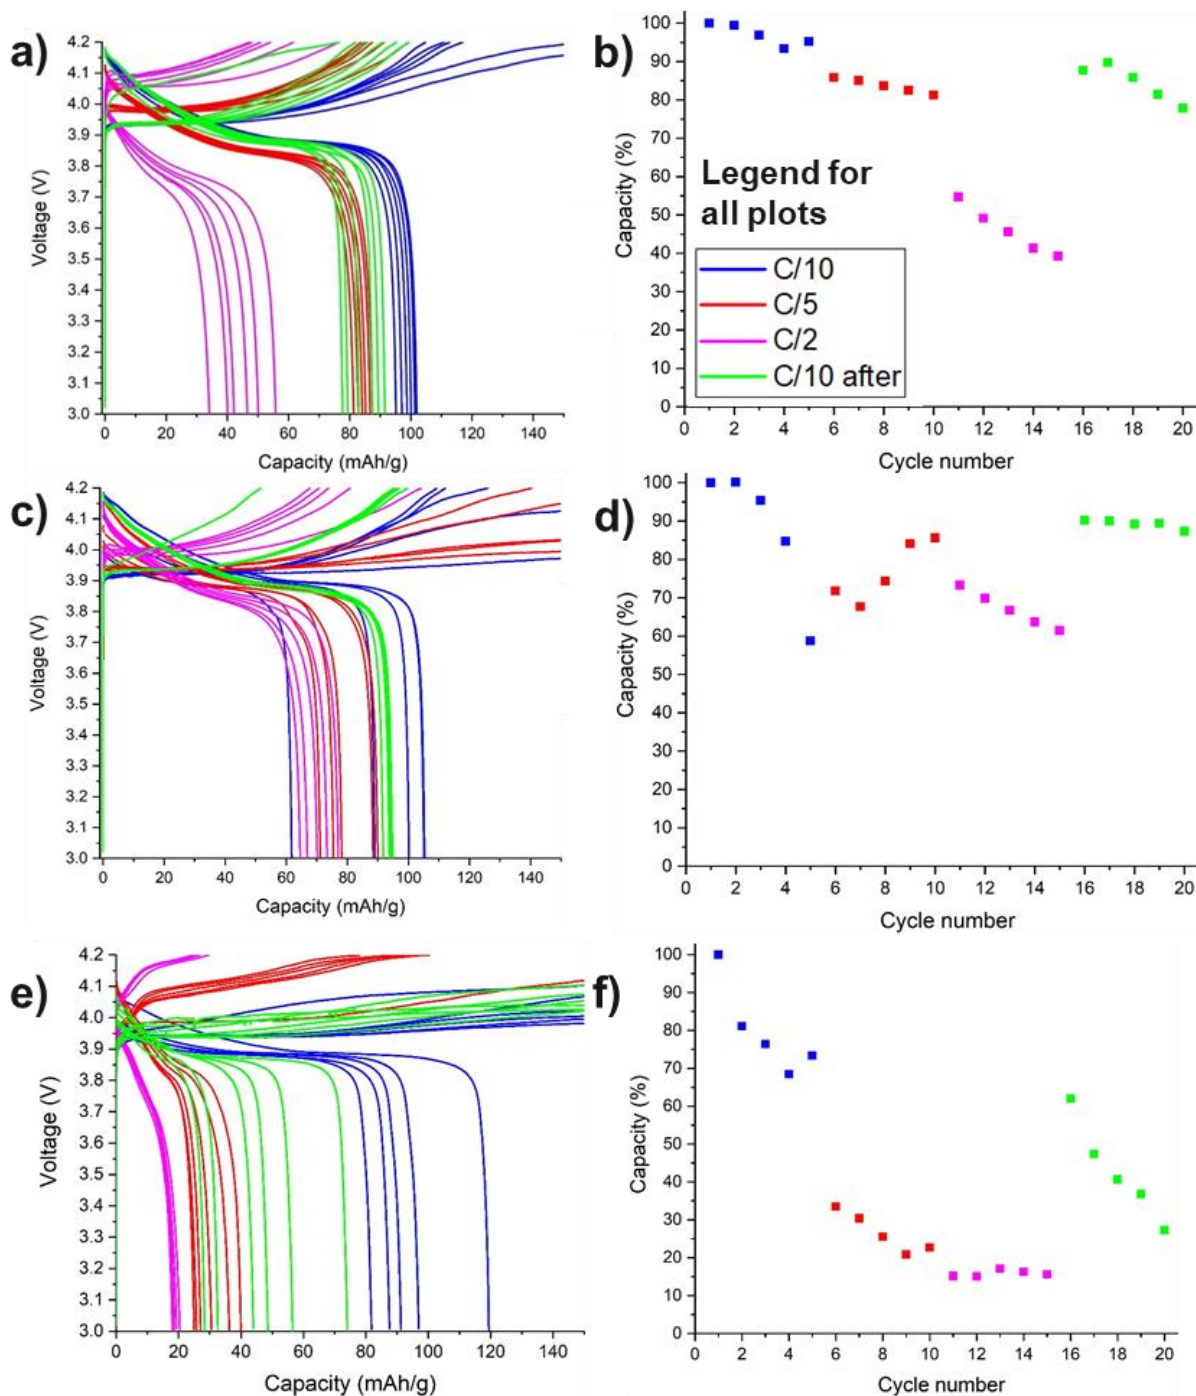 a)
4.2
4.1
4.0
3.9
3.8
3.7
3.6
3.5
3.4
3.3
3.2
3.1
3.0
Voltage (V)
0 20 40 60 80 100 120 140
Capacity (mAh/g)
b)
100
90
80
70
60
50
40
30
20
10
0
Capacity (%)
Legend for
all plots
C/10
C/5
C/2
C/10 after
0 2 4 6 8 10 12 14 16 18 20
Cycle number
c)
4.2
4.1
4.0
3.9
3.8
3.7
3.6
3.5
3.4
3.3
3.2
3.1
3.0
Voltage (V)
0 20 40 60 80 100 120 140
Capacity (mAh/g)
d)
100
90
80
70
60
50
40
30
20
10
0
Capacity (%)
0 2 4 6 8 10 12 14 16 18 20
Cycle number
e)
4.2
4.1
4.0
3.9
3.8
3.7
3.6
3.5
3.4
3.3
3.2
3.1
3.0
Voltage (V)
0 20 40 60 80 100 120 140
Capacity (mAh/g)
f)
100
90
80
70
60
50
40
30
20
10
0
Capacity (%)
0 2 4 6 8 10 12 14 16 18 20
Cycle number